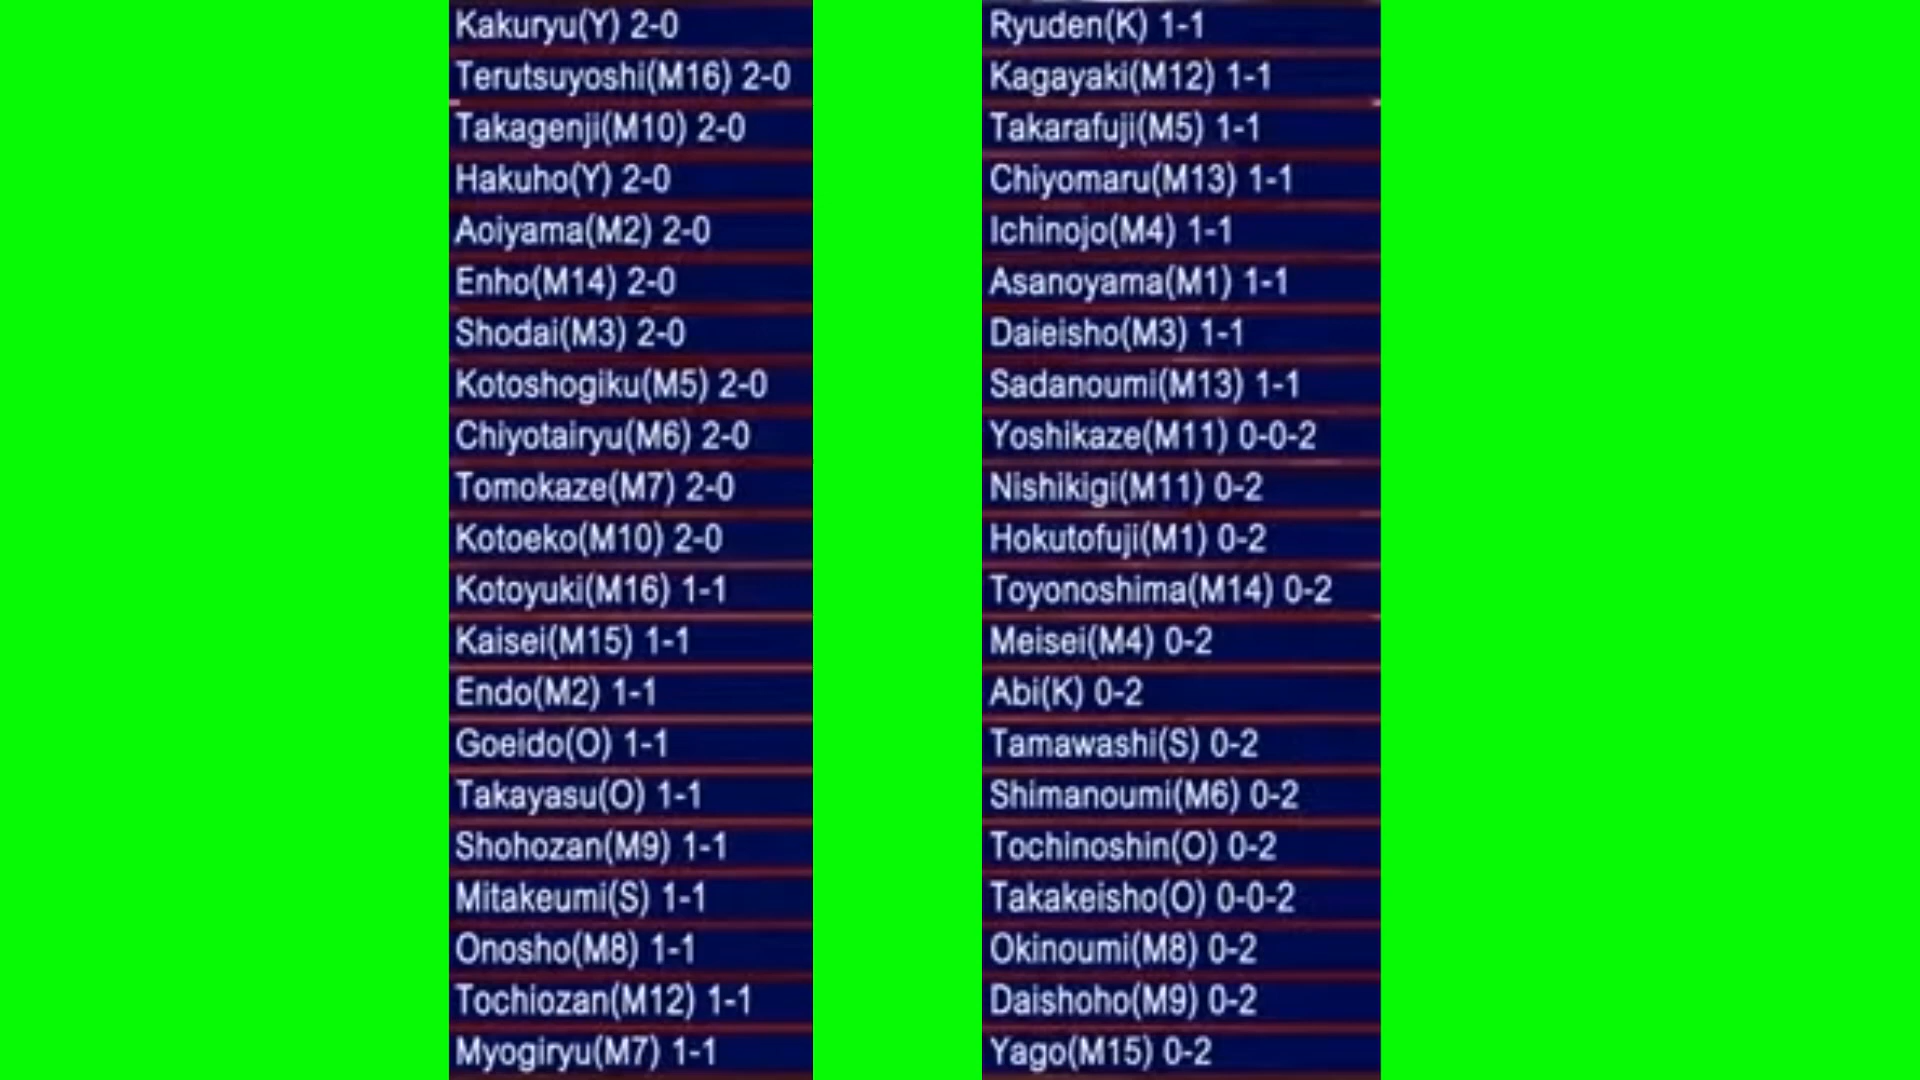 Kakuryu(Y) 2-0
Terutsuyoshi(M16) 2-0
Takagenji(M10) 2-0
Hakuho(Y) 2-0
Aoiyama(M2) 2-0
Enho(M14) 2-0
Shodai(M3) 2-0
Kotoshogiku(M5) 2-0
Chiyotairyu(M6) 2-0
Tomokaze(M7) 2-0
Kotoeko(M10) 2-0
Kotoyuki(M16) 1-1
Kaisei(M15) 1-1
Endo(M2) 1-1
Goeido(O) 1-1
Takayasu(O) 1-1
Shohozan(M9) 1-1
Mitakeumi(S) 1-1
Onosho(M8) 1-1
Tochiozan(M12) 1-1
Myogiryu(M7) 1-1
Ryuden(K) 1-1
Kagayaki(M12) 1-1
Takarafuji(M5) 1-1
Chiyomaru(M13) 1-1
Ichinojo(M4) 1-1
Asanoyama(M1) 1-1
Daieisho(M3) 1-1
Sadanoumi(M13) 1-1
Yoshikaze(M11) 0-0-2
Nishikigi(M11) 0-2
Hokutofuji(M1) 0-2
Toyonoshima(M14) 0-2
Meisei(M4) 0-2
Abi(K) 0-2
Tamawashi(S) 0-2
Shimanoumi(M6) 0-2
Tochinoshin(O) 0-2
Takakeisho(O) 0-0-2
Okinoumi(M8) 0-2
Daishoho(M9) 0-2
Yago(M15) 0-2